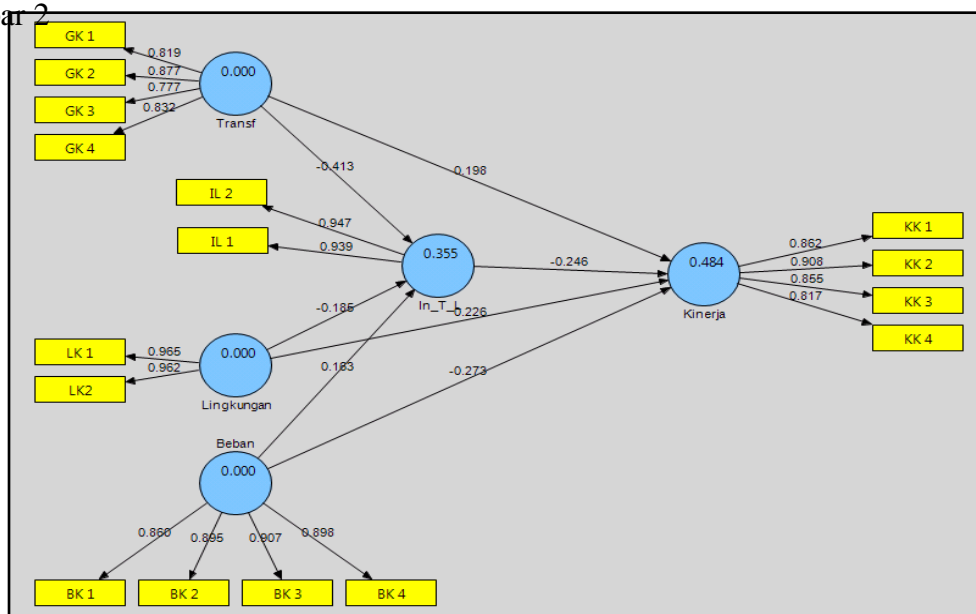 ar 2
GK 1
0.819
GK 2
0.877
GK 3
0.777
GK 4
0.832
0.000
Transf
-0.413
0.198
IL 2
0.947
IL 1
0.939
0.355
In_T_L
-0.246
0.484
Kinerja
KK 1
0.862
KK 2
0.908
KK 3
0.855
KK 4
0.817
-0.185
0.226
LK 1
0.965
LK2
0.962
0.000
Lingkungan
0.163
-0.273
Beban
0.000
0.860
0.895
0.907
0.898
BK 1
BK 2
BK 3
BK 4